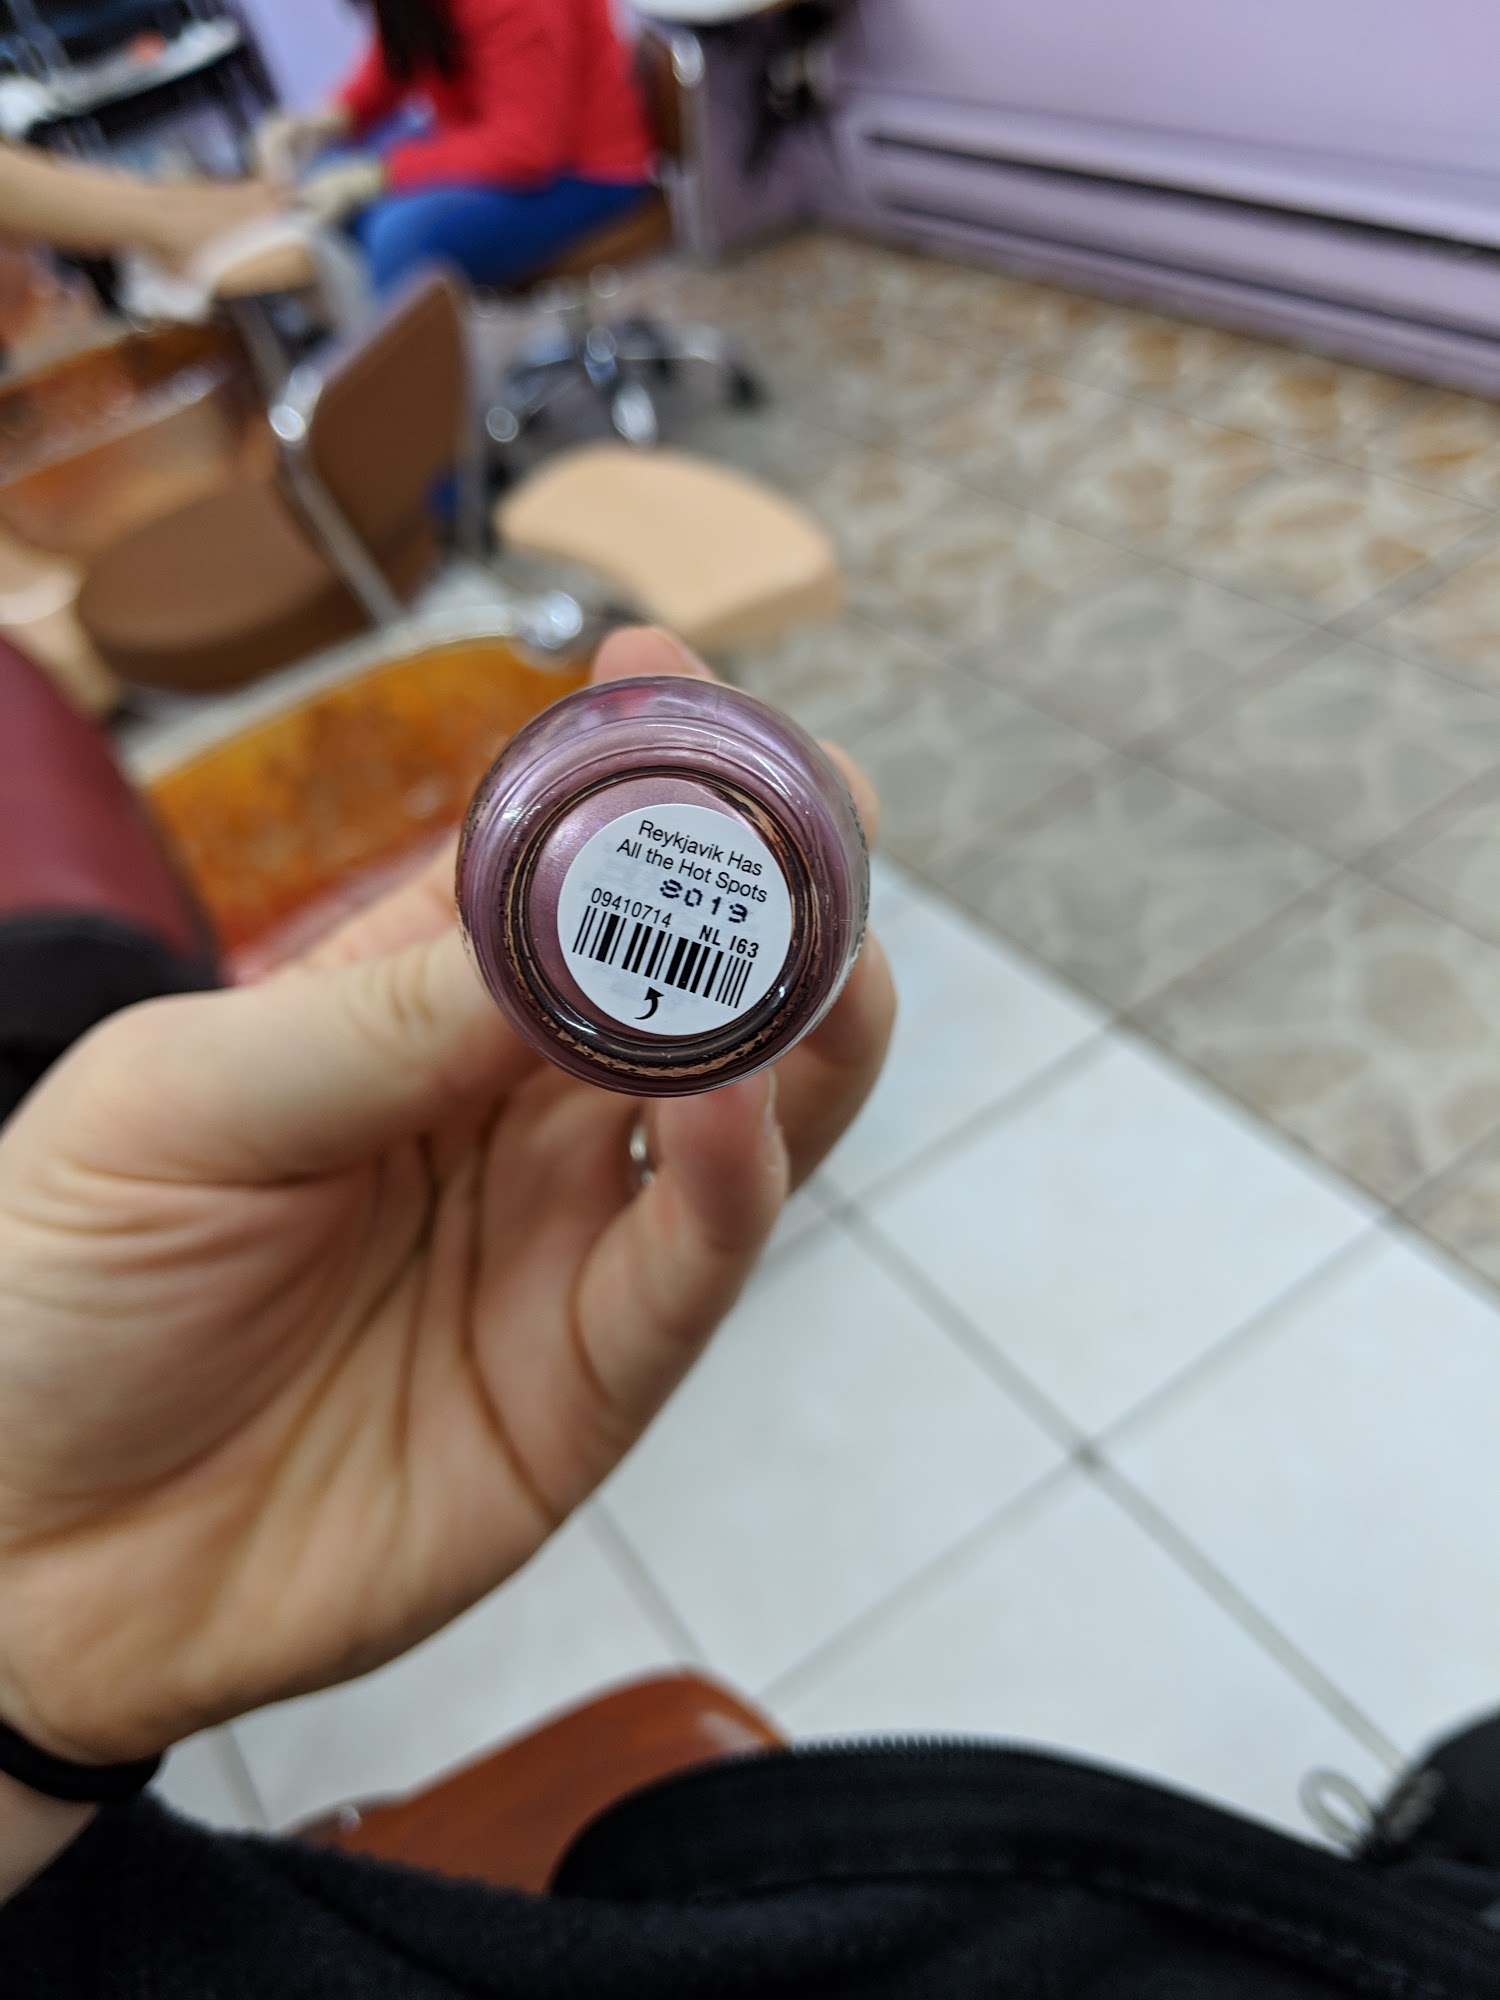 Reykjavik Has
All the Hot Spots
8013
09410714 NL I63